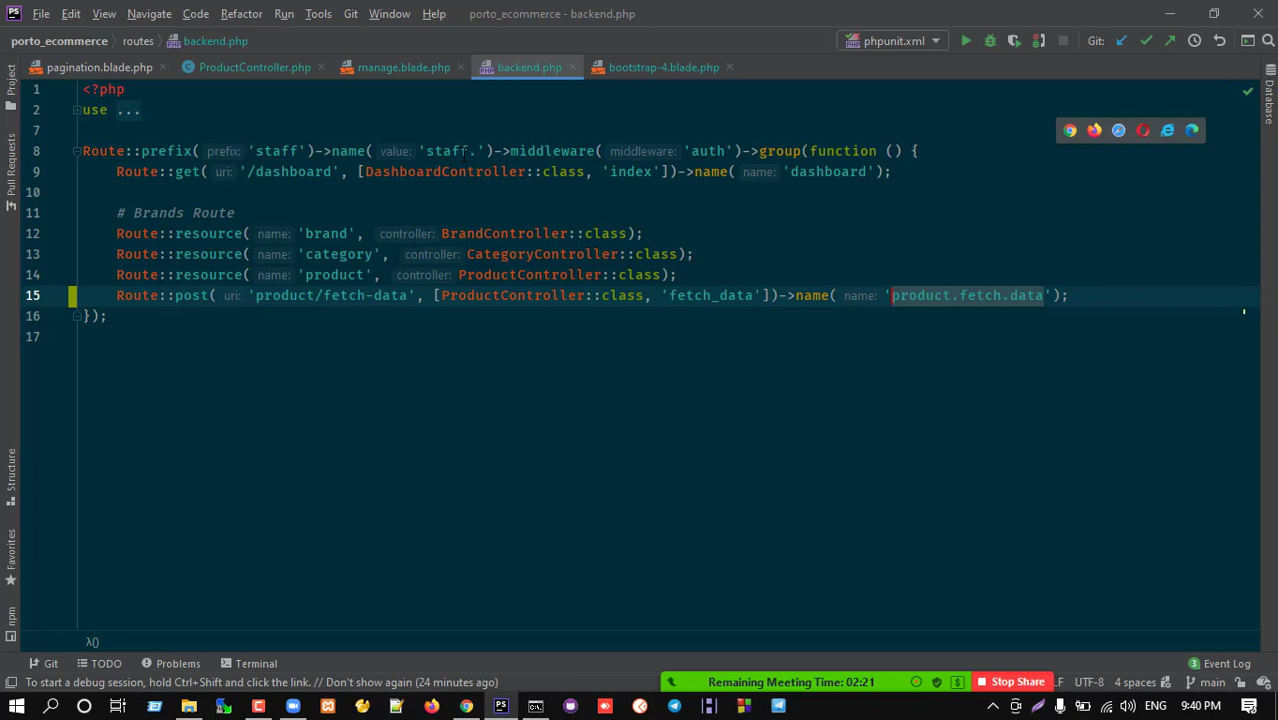 PS File Edit View Navigate Code Refactor Run Tools Git Window Help porto_ecommerce - backend.php
porto_ecommerce routes backend.php phpunit.xml Git:
pagination.blade.php ProductController.php manage.blade.php backend.php bootstrap-4.blade.php
Project
Pull Requests
Structure
Favorites
npm
Database
1 <?php
2 use ...
7
8 Route::prefix( prefix: 'staff')->name( value: 'staff.')->middleware( middleware: 'auth')->group(function () {
9 Route::get( uri: '/dashboard', [DashboardController::class, 'index'])->name( name: 'dashboard');
10
11 # Brands Route
12 Route::resource( name: 'brand', controller: BrandController::class);
13 Route::resource( name: 'category', controller: CategoryController::class);
14 Route::resource( name: 'product', controller: ProductController::class);
15 Route::post( uri: 'product/fetch-data', [ProductController::class, 'fetch_data'])->name( name: 'product.fetch.data');
16 });
17
λ()
Git TODO Problems Terminal 3 Event Log
To start a debug session, hold Ctrl+Shift and click the link. // Don't show again (24 minutes ago) Remaining Meeting Time: 02:21 $ Stop Share LF UTF-8 4 spaces main
PS ENG 9:40 PM